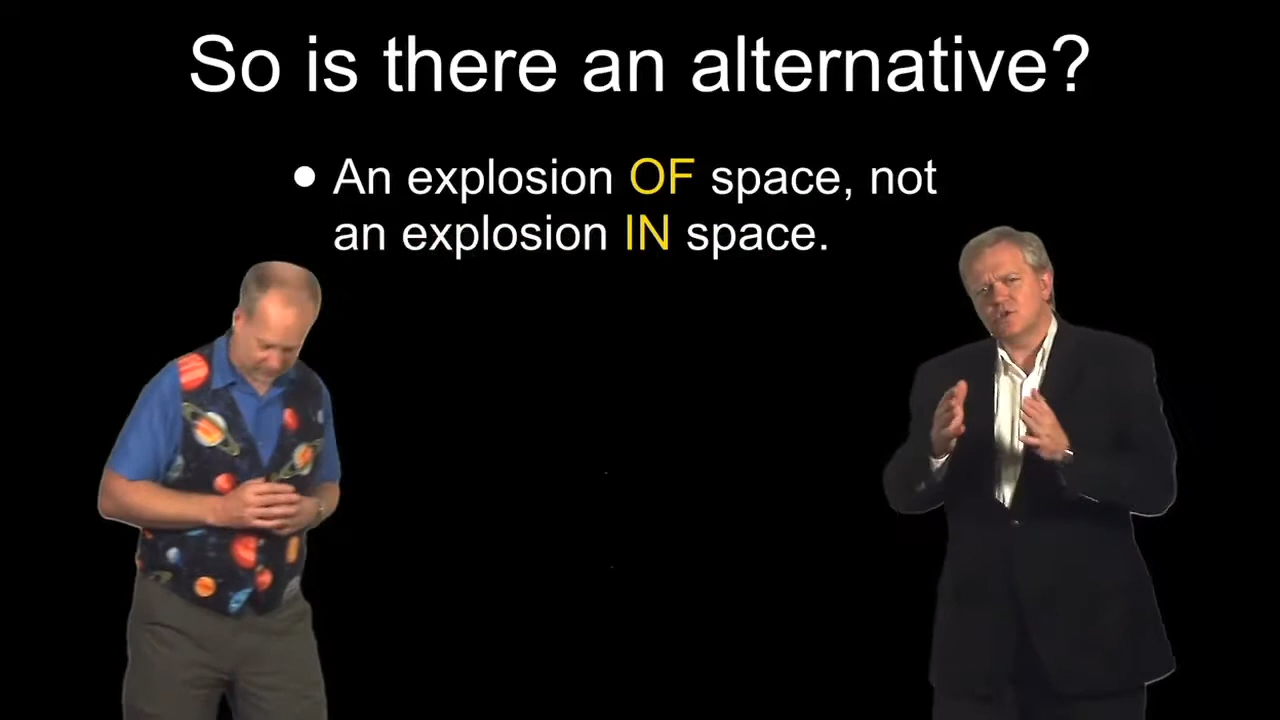 So is there an alternative?
• An explosion OF space, not
an explosion IN space.